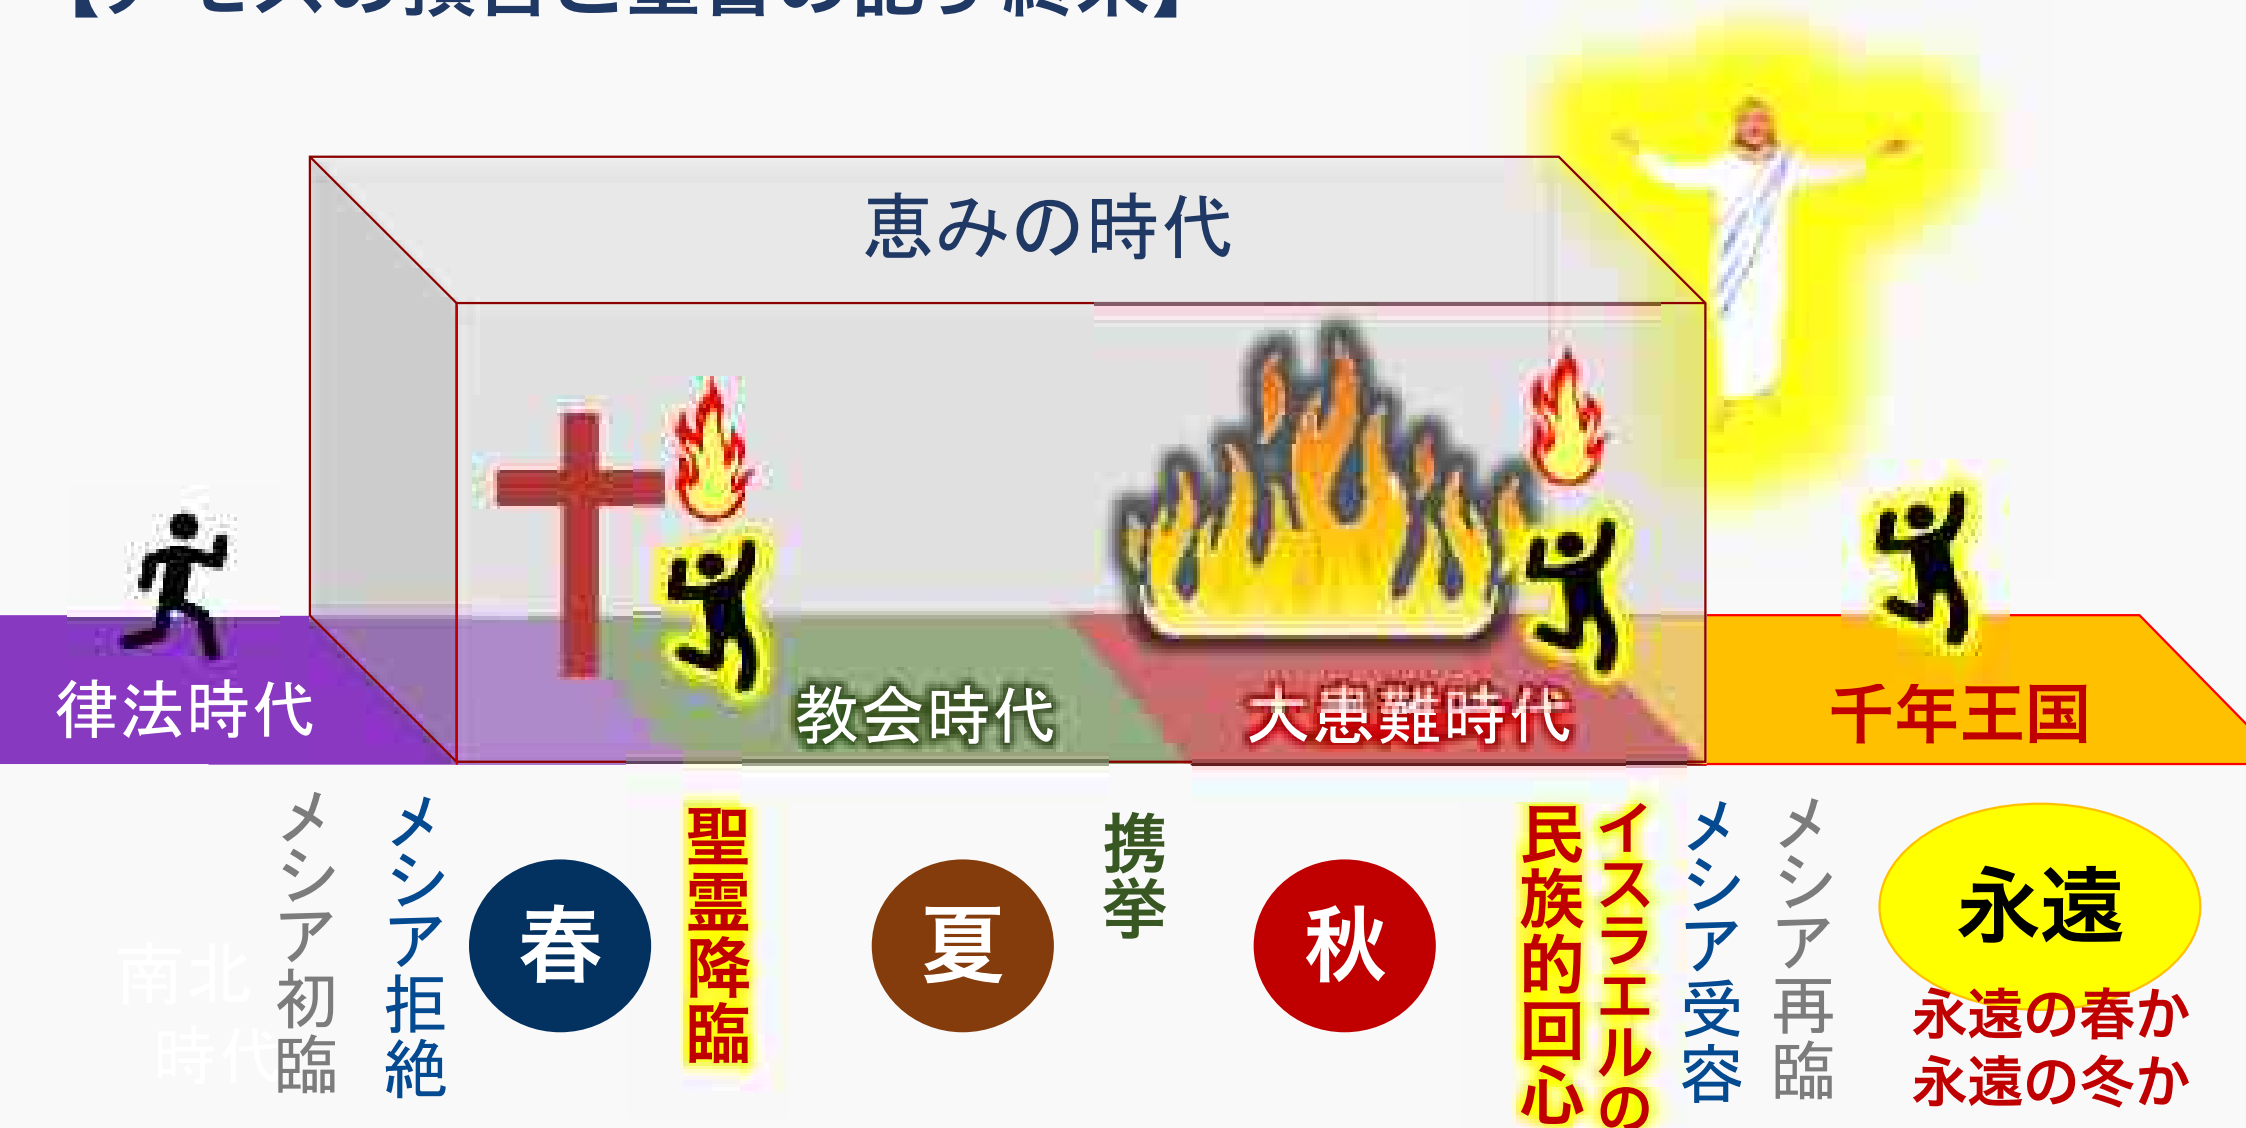 恵みの時代
律法時代
教会時代
大患難時代
千年王国
南北
時代
メシア初臨
メシア拒絶
春
聖霊降臨
夏
携挙
秋
イスラエルの
民族的回心
メシア受容
メシア再臨
永遠
永遠の春か
永遠の冬か